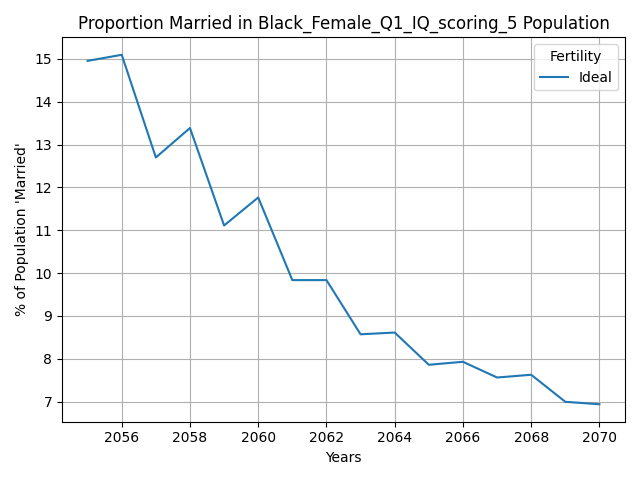 Proportion Married in Black_Female_Q1_IQ_scoring_5 Population
Fertility
Ideal
% of Population 'Married'
15
14
13
12
11
10
9
8
7
2056 2058 2060 2062 2064 2066 2068 2070
Years